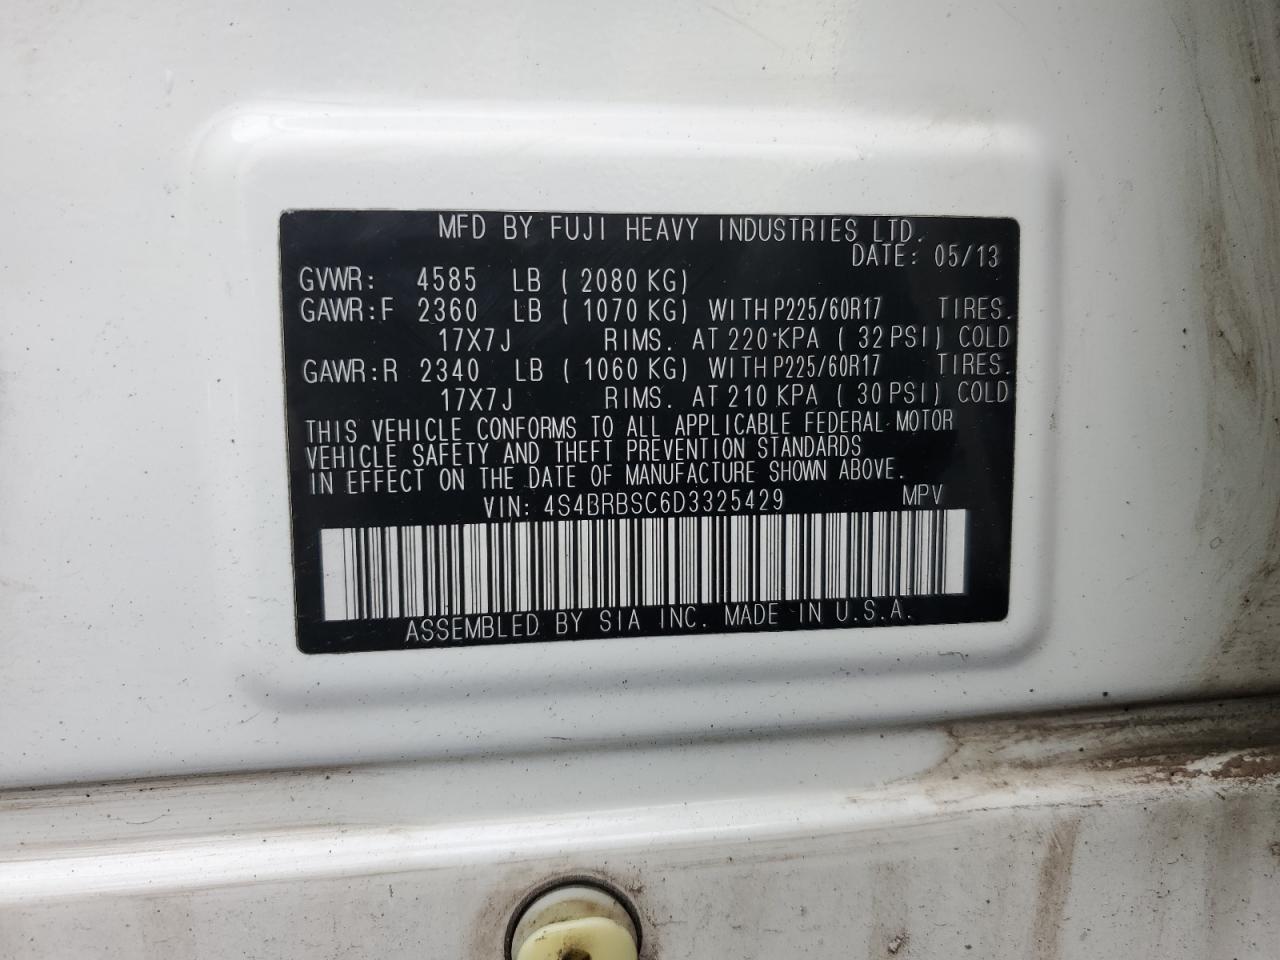 MFD BY FUJI HEAVY INDUSTRIES LTD.
DATE: 05/13
GVWR: 4585 LB ( 2080 KG)
GAWR:F 2360 LB ( 1070 KG) WITH P225/60R17 TIRES.
17X7J RIMS. AT 220 KPA ( 32 PSI) COLD
GAWR:R 2340 LB ( 1060 KG) WITH P225/60R17 TIRES.
17X7J RIMS. AT 210 KPA ( 30 PSI) COLD
THIS VEHICLE CONFORMS TO ALL APPLICABLE FEDERAL MOTOR
VEHICLE SAFETY AND THEFT PREVENTION STANDARDS
IN EFFECT ON THE DATE OF MANUFACTURE SHOWN ABOVE.
VIN: 4S4BRBSC6D3325429 MPV
ASSEMBLED BY SIA INC. MADE IN U.S.A.